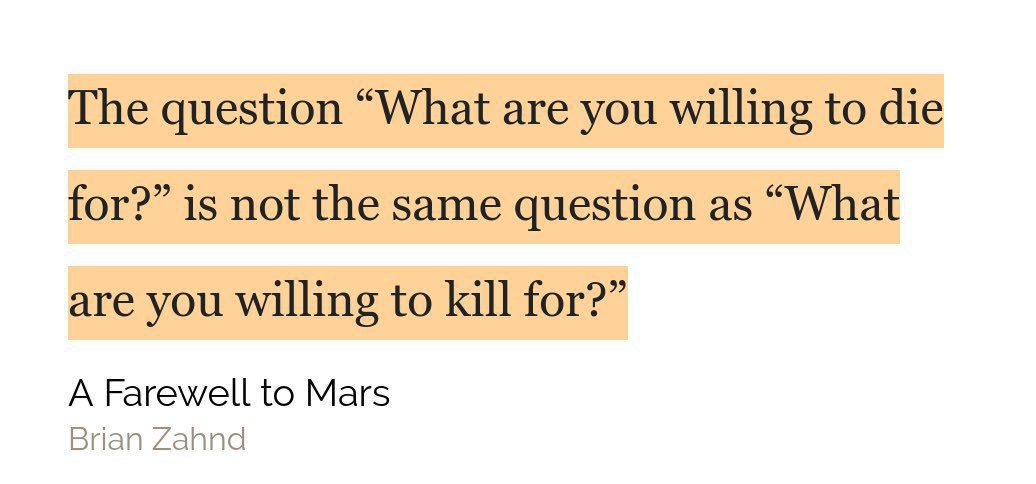 The question “What are you willing to die
for?” is not the same question as “What
are you willing to kill for?”
A Farewell to Mars
Brian Zahnd